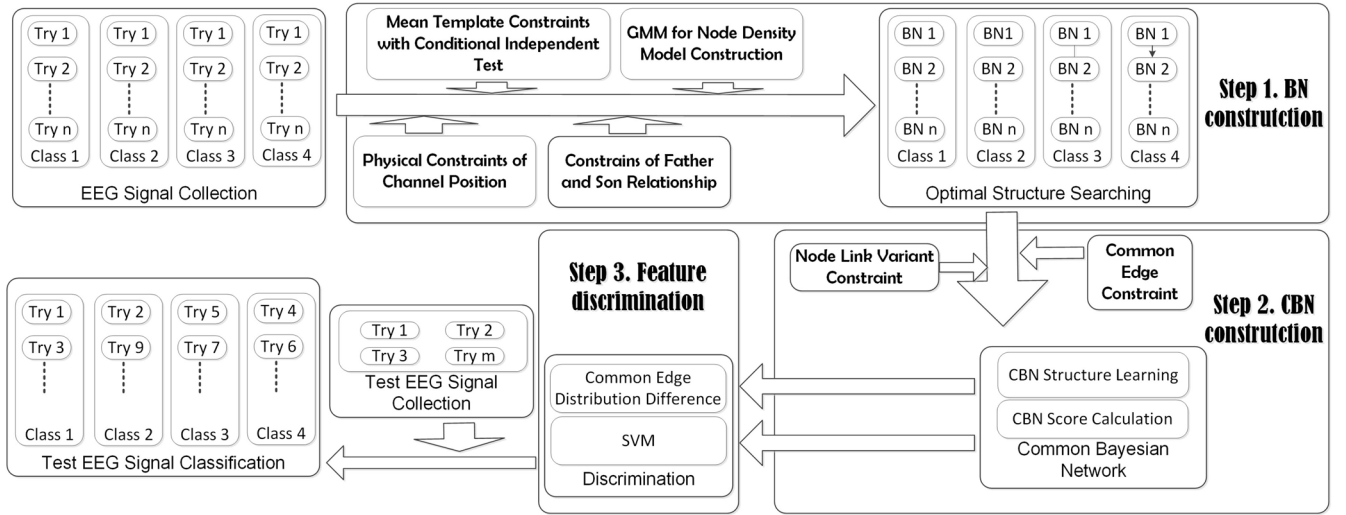 Try 1
Try 2
Try n
Class 1
Try 1
Try 2
Try n
Class 2
Try 1
Try 2
Try n
Class 3
Try 1
Try 2
Try n
Class 4
EEG Signal Collection
Mean Template Constraints
with Conditional Independent
Test
GMM for Node Density
Model Construction
Physical Constraints of
Channel Position
Constrains of Father
and Son Relationship
BN 1
BN 2
BN n
Class 1
BN1
BN 2
BN n
Class 2
BN 1
BN 2
BN n
Class 3
BN 1
BN 2
BN n
Class 4
Optimal Structure Searching
Step 1. BN
construtction
Node Link Variant
Constraint
Common
Edge
Constraint
Step 2. CBN
construtction
CBN Structure Learning
CBN Score Calculation
Common Bayesian
Network
Step 3. Feature
discrimination
Common Edge
Distribution Difference
SVM
Discrimination
Try 1
Try 2
Try 3
Try m
Test EEG Signal
Collection
Try 1
Try 3
Class 1
Try 2
Try 9
Class 2
Try 5
Try 7
Class 3
Try 4
Try 6
Class 4
Test EEG Signal Classification